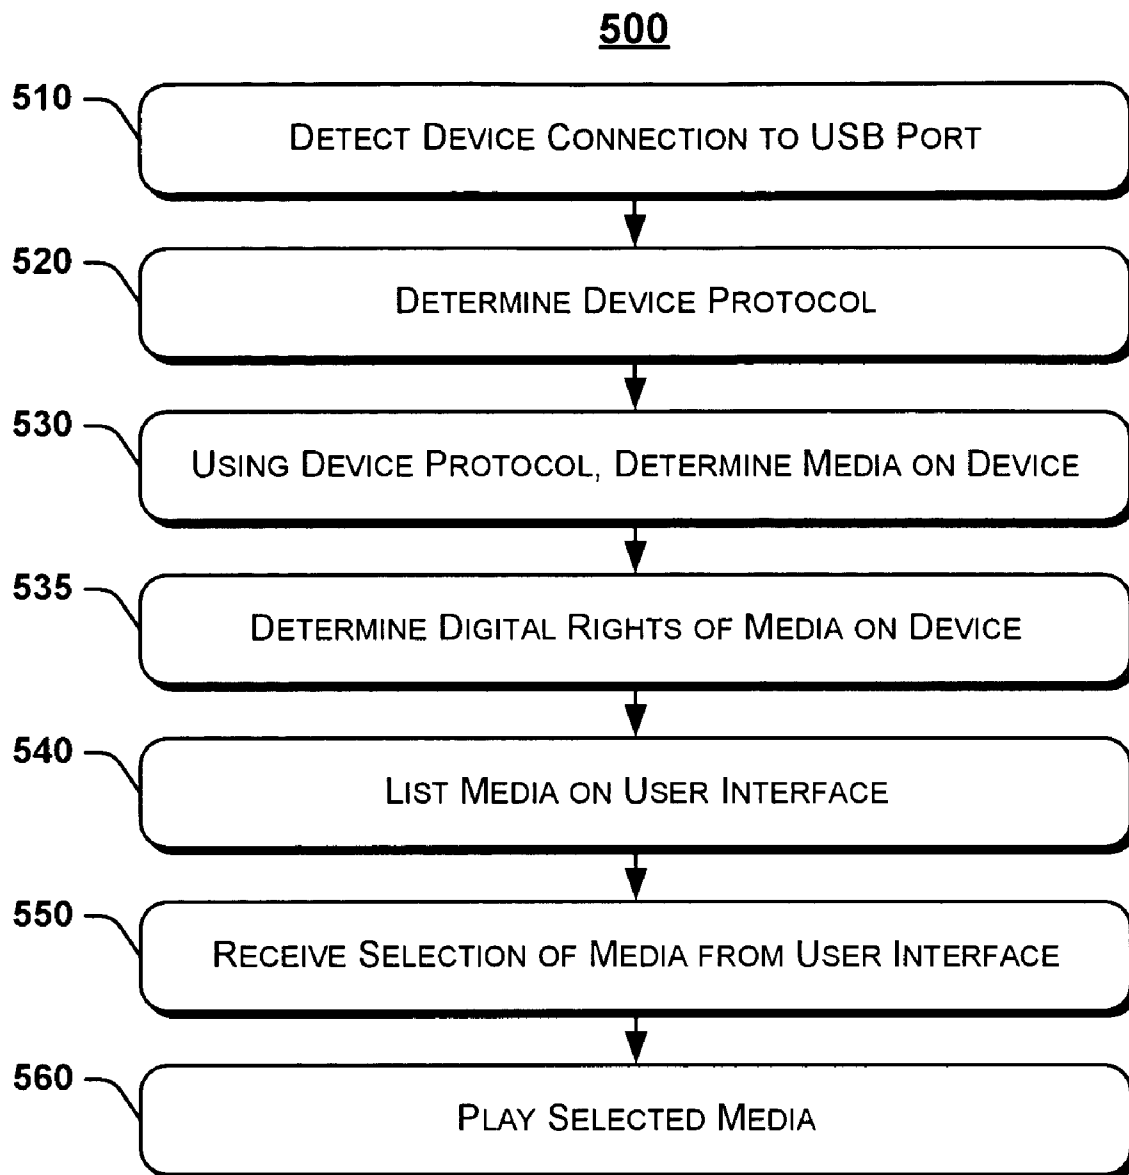 500
510
DETECT DEVICE CONNECTION TO USB PORT
520
DETERMINE DEVICE PROTOCOL
530
USING DEVICE PROTOCOL, DETERMINE MEDIA ON DEVICE
535
DETERMINE DIGITAL RIGHTS OF MEDIA ON DEVICE
540
LIST MEDIA ON USER INTERFACE
550
RECEIVE SELECTION OF MEDIA FROM USER INTERFACE
560
PLAY SELECTED MEDIA